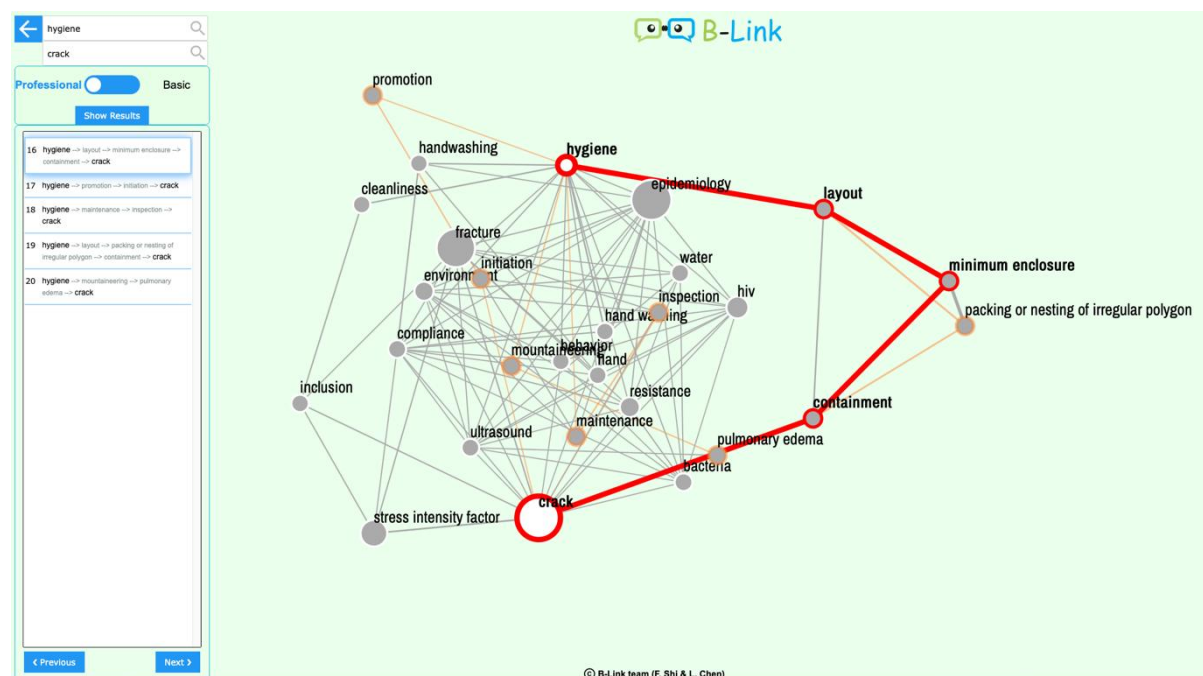 hygiene
crack
Professional Basic
Show Results
16 hygiene --> layout --> minimum enclosure -->
containment --> crack
17 hygiene --> promotion --> initiation --> crack
18 hygiene --> maintenance --> inspection -->
crack
19 hygiene --> layout --> packing or nesting of
irregular polygon --> containment --> crack
20 hygiene --> mountaineering --> pulmonary
edema --> crack
‹ Previous
Next ›
B-Link
promotion
handwashing
hygiene
cleanliness
epidemiology
layout
fracture
initiation
water
environment
minimum enclosure
hiv
inspection
packing or nesting of irregular polygon
hand washing
compliance
behavior
mountaineering
hand
inclusion
resistance
containment
maintenance
ultrasound
pulmonary edema
bacteria
crack
stress intensity factor
© B-Link team (F. Shi & L. Chen)